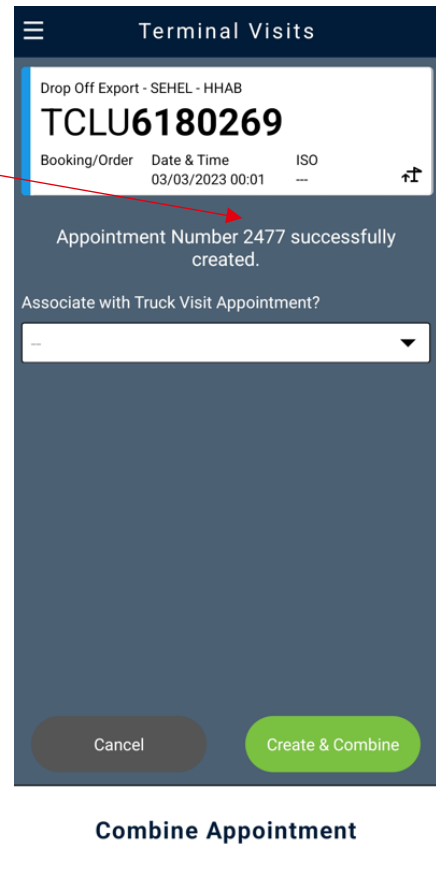 Terminal Visits
Drop Off Export - SEHEL - HHAB
TCLU6180269
Booking/Order Date & Time ISO
03/03/2023 00:01 ---
Appointment Number 2477 successfully
created.
Associate with Truck Visit Appointment?
--
Cancel Create & Combine
Combine Appointment